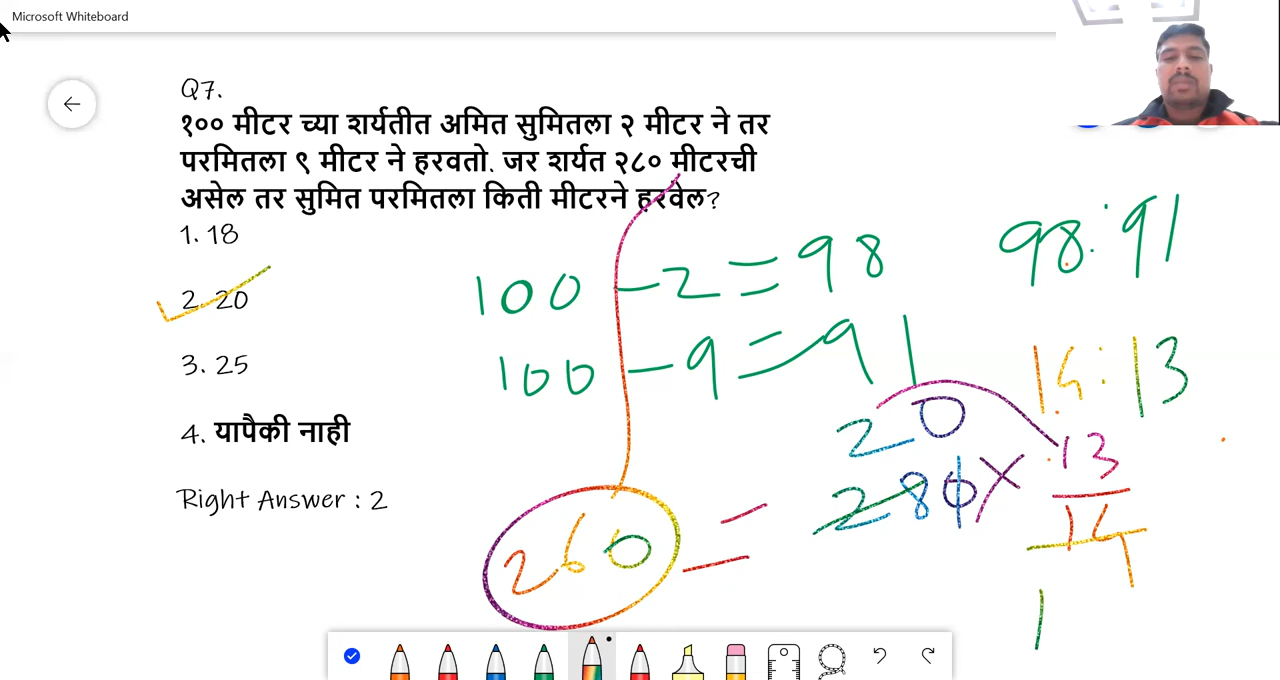 Microsoft Whiteboard
Q7.
१०० मीटर च्या शर्यतीत अमित सुमितला २ मीटर ने तर
परमितला ९ मीटर ने हरवतो. जर शर्यत २८० मीटरची
असेल तर सुमित परमितला किती मीटरने हरवेल?
1. 18
2. 20
3. 25
4. यापैकी नाही
Right Answer : 2
100 - 2 = 98
100 - 9 = 91
98 : 91
14 : 13
20
260 = 280 X 13
14
1